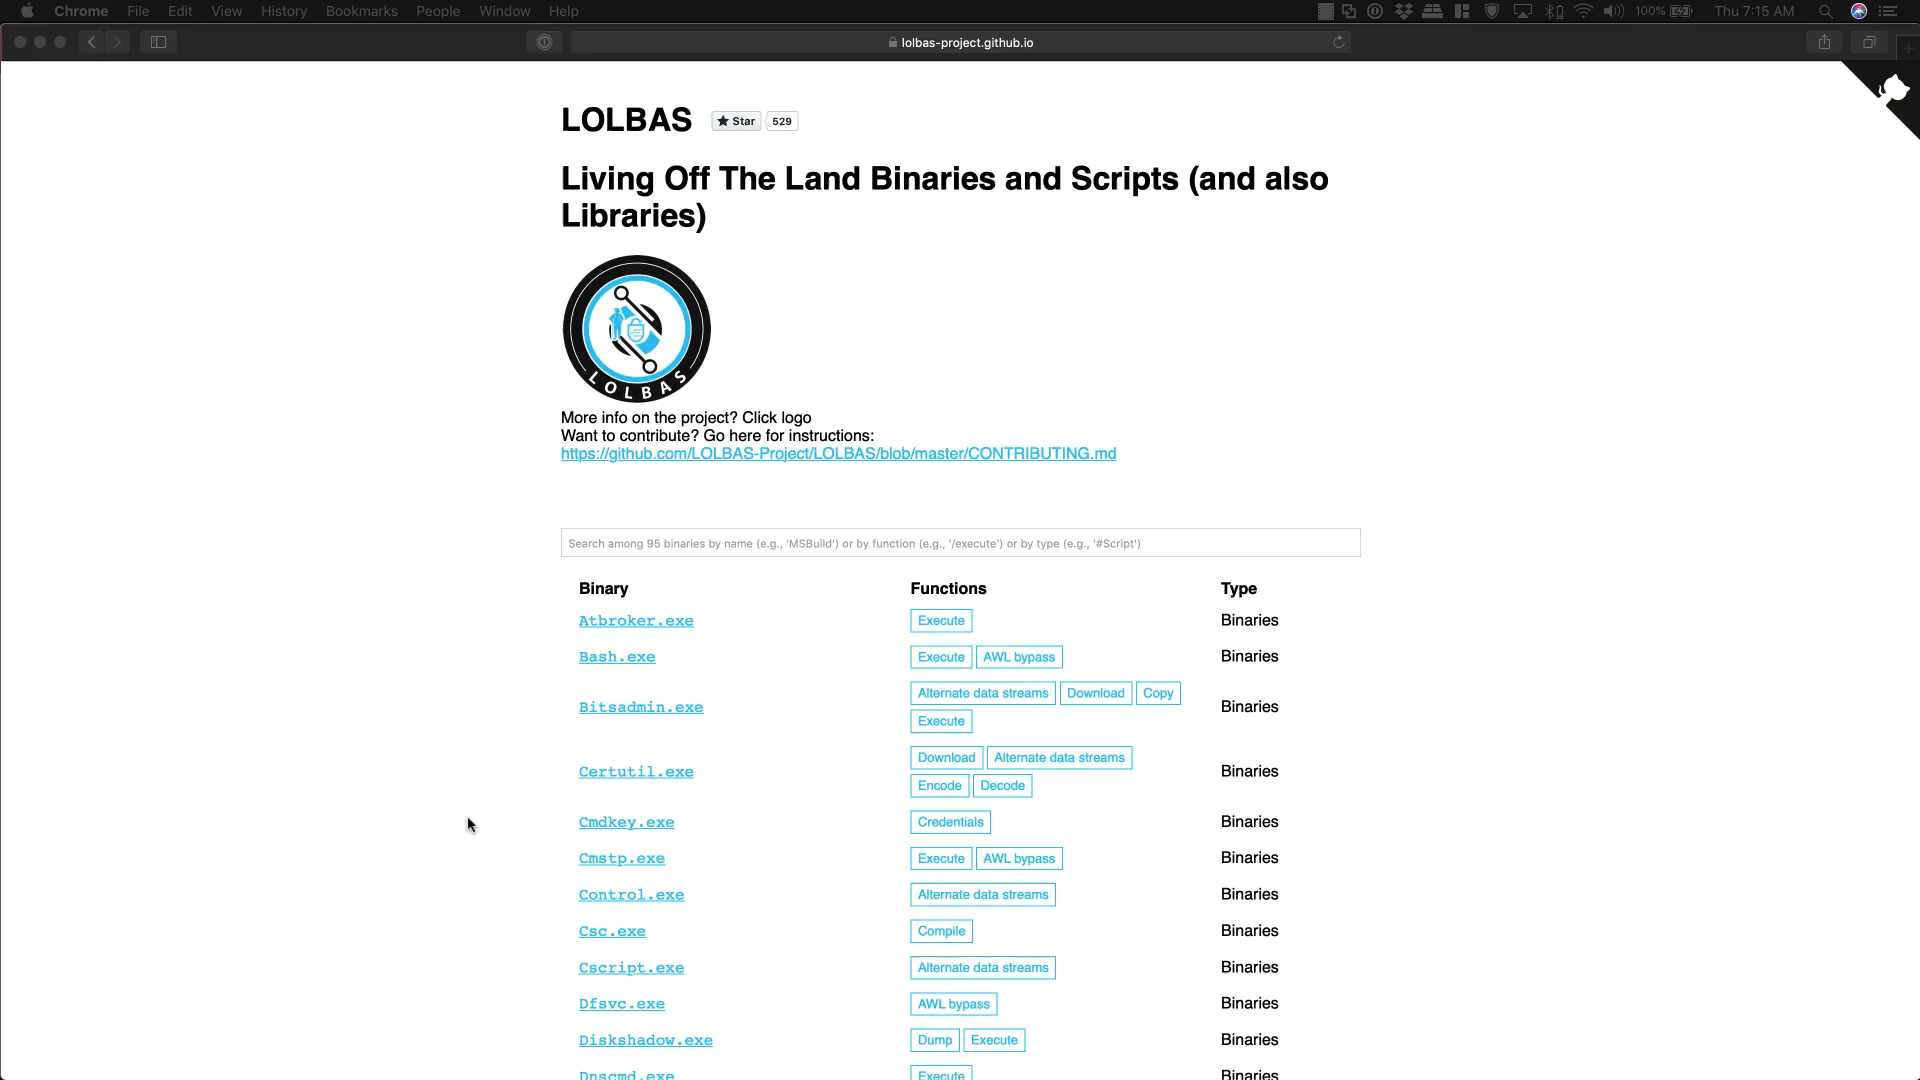 Chrome File Edit View History Bookmarks People Window Help 100% Thu 7:15 AM
lolbas-project.github.io
LOLBAS Star 529
Living Off The Land Binaries and Scripts (and also
Libraries)
LOLBAS
More info on the project? Click logo
Want to contribute? Go here for instructions:
https://github.com/LOLBAS-Project/LOLBAS/blob/master/CONTRIBUTING.md
Search among 95 binaries by name (e.g., 'MSBuild') or by function (e.g., '/execute') or by type (e.g., '#Script')
Binary Functions Type
Atbroker.exe Execute Binaries
Bash.exe Execute AWL bypass Binaries
Bitsadmin.exe Alternate data streams Download Copy Binaries
Execute
Certutil.exe Download Alternate data streams Binaries
Encode Decode
Cmdkey.exe Credentials Binaries
Cmstp.exe Execute AWL bypass Binaries
Control.exe Alternate data streams Binaries
Csc.exe Compile Binaries
Cscript.exe Alternate data streams Binaries
Dfsvc.exe AWL bypass Binaries
Diskshadow.exe Dump Execute Binaries
Dnscmd.exe Execute Binaries